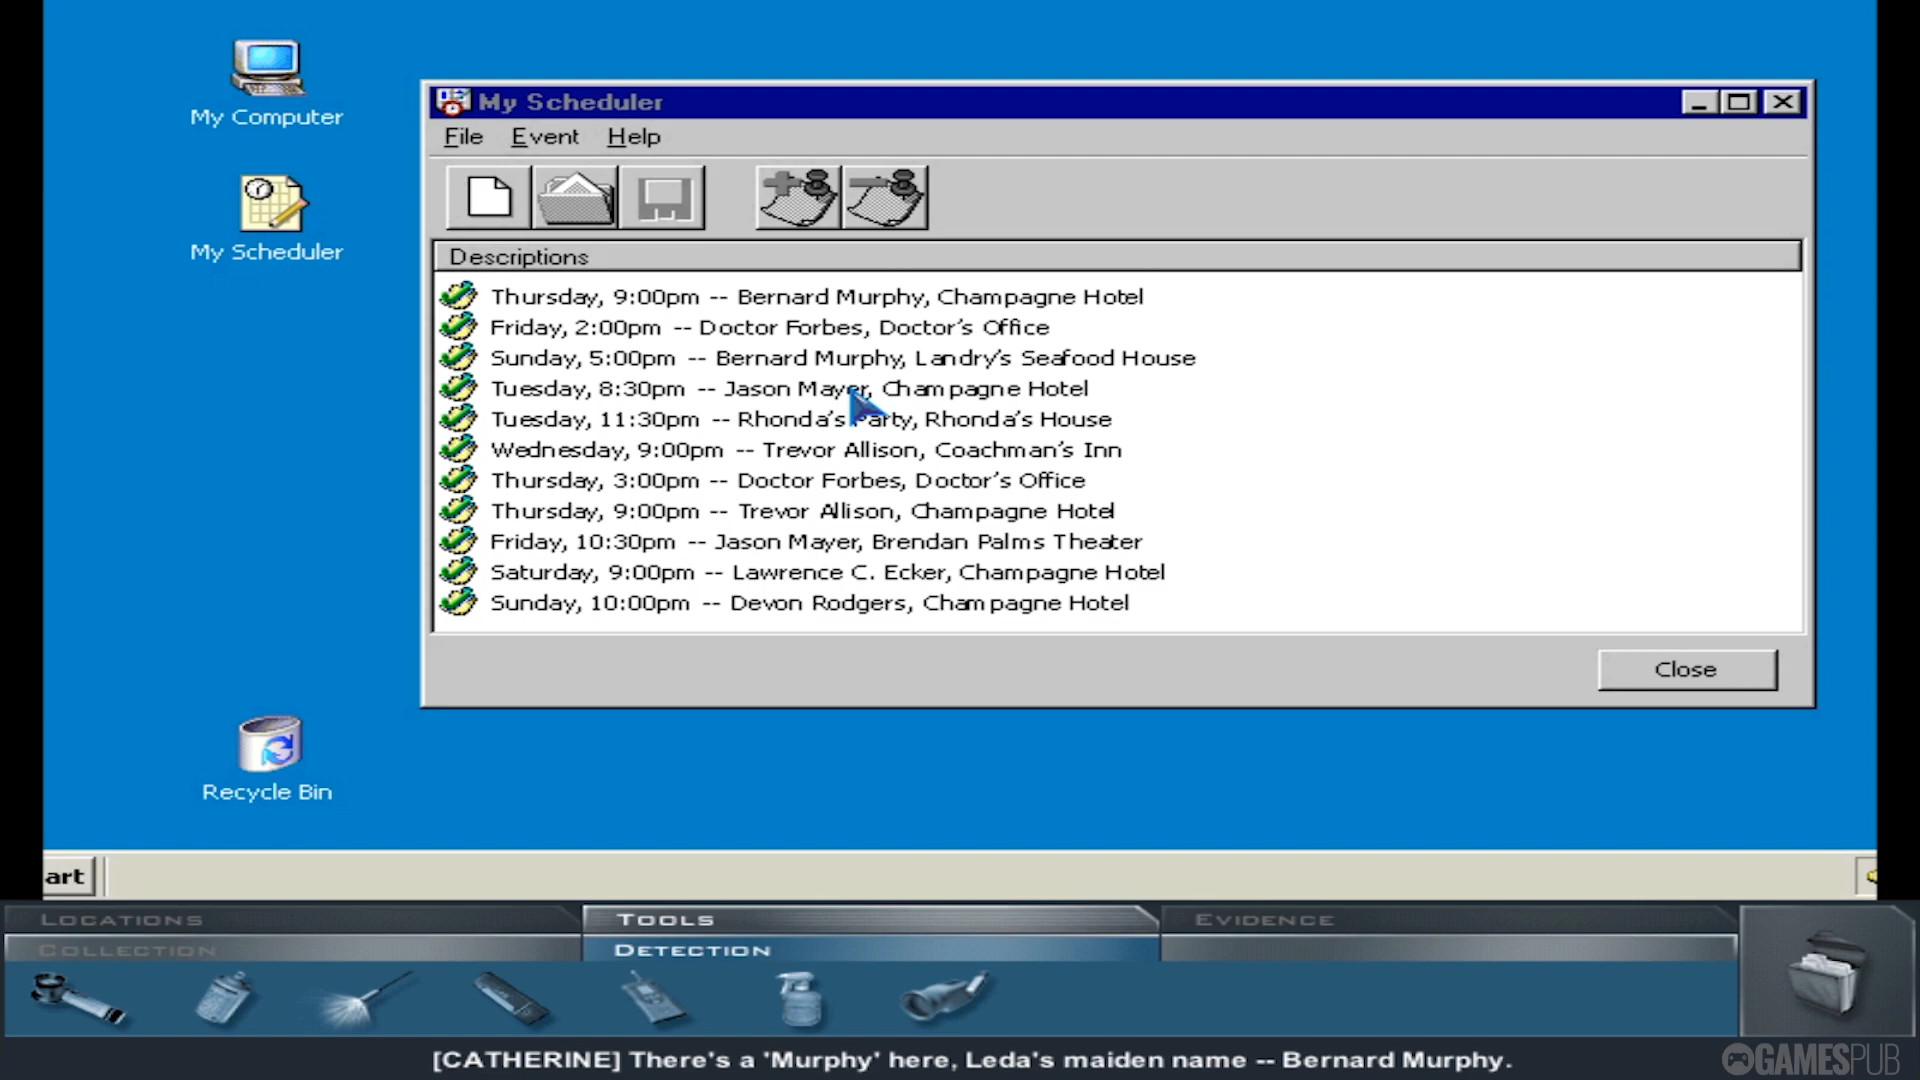 My Computer
My Scheduler
Recycle Bin
My Scheduler
File Event Help
Descriptions
Thursday, 9:00pm -- Bernard Murphy, Champagne Hotel
Friday, 2:00pm -- Doctor Forbes, Doctor's Office
Sunday, 5:00pm -- Bernard Murphy, Landry's Seafood House
Tuesday, 8:30pm -- Jason Mayer, Champagne Hotel
Tuesday, 11:30pm -- Rhonda's Party, Rhonda's House
Wednesday, 9:00pm -- Trevor Allison, Coachman's Inn
Thursday, 3:00pm -- Doctor Forbes, Doctor's Office
Thursday, 9:00pm -- Trevor Allison, Champagne Hotel
Friday, 10:30pm -- Jason Mayer, Brendan Palms Theater
Saturday, 9:00pm -- Lawrence C. Ecker, Champagne Hotel
Sunday, 10:00pm -- Devon Rodgers, Champagne Hotel
Close
art
LOCATIONS TOOLS EVIDENCE
COLLECTION DETECTION
[CATHERINE] There's a 'Murphy' here, Leda's maiden name -- Bernard Murphy.
GAMESPUB